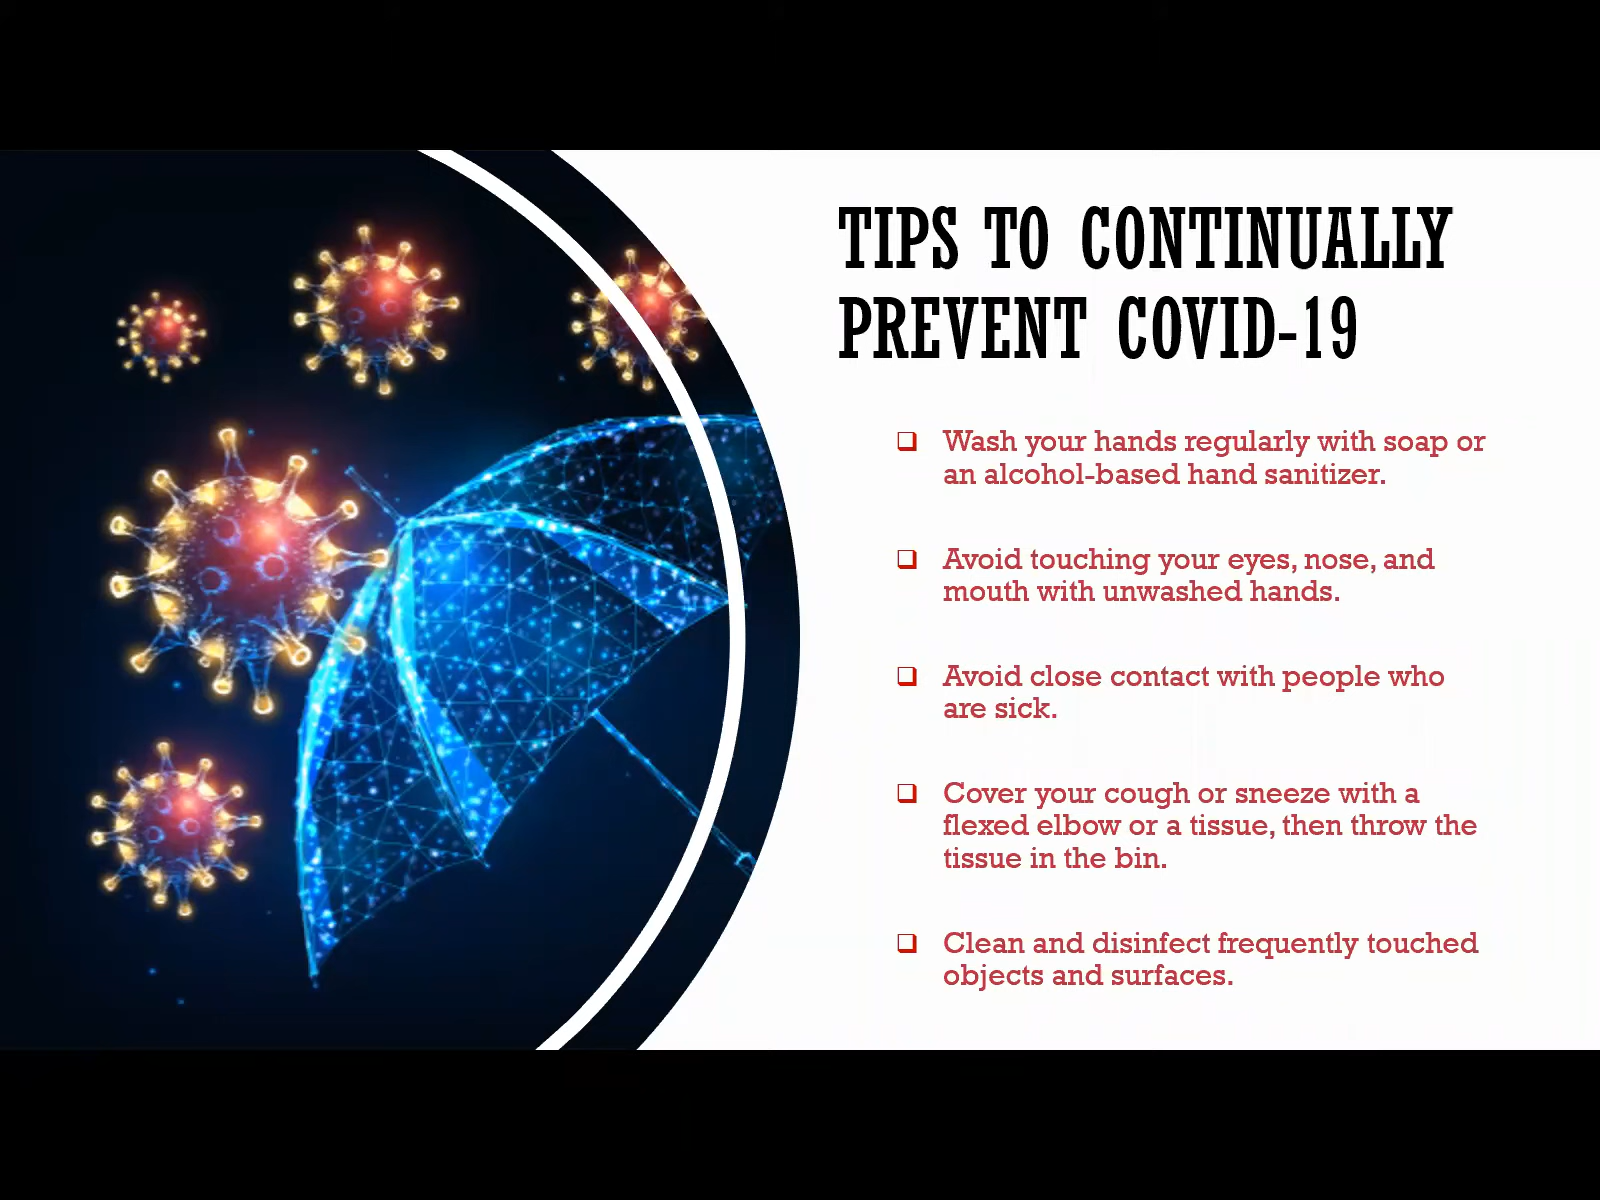 TIPS TO CONTINUALLY
PREVENT COVID-19
Wash your hands regularly with soap or
an alcohol-based hand sanitizer.
Avoid touching your eyes, nose, and
mouth with unwashed hands.
Avoid close contact with people who
are sick.
Cover your cough or sneeze with a
flexed elbow or a tissue, then throw the
tissue in the bin.
Clean and disinfect frequently touched
objects and surfaces.